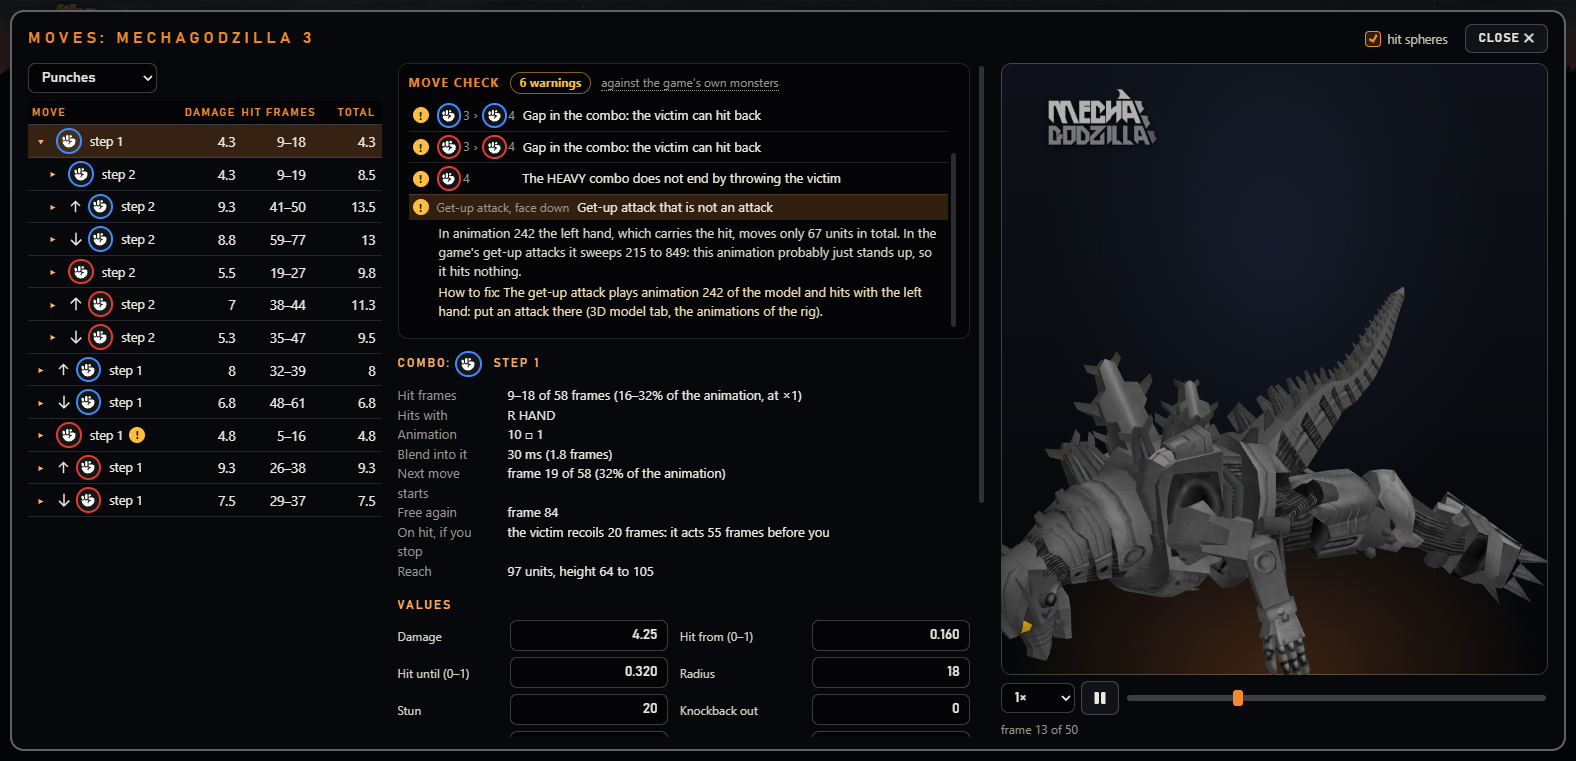 MOVES: MECHAGODZILLA 3
hit spheres
CLOSE ✕
Punches
MOVE DAMAGE HIT FRAMES TOTAL
step 1 4.3 9–18 4.3
step 2 4.3 9–19 8.5
↑ step 2 9.3 41–50 13.5
↓ step 2 8.8 59–77 13
step 2 5.5 19–27 9.8
↑ step 2 7 38–44 11.3
↓ step 2 5.3 35–47 9.5
↑ step 1 8 32–39 8
↓ step 1 6.8 48–61 6.8
step 1 ! 4.8 5–16 4.8
↑ step 1 9.3 26–38 9.3
↓ step 1 7.5 29–37 7.5
MOVE CHECK 6 warnings against the game's own monsters
! 3 › 4 Gap in the combo: the victim can hit back
! 3 › 4 Gap in the combo: the victim can hit back
! 4 The HEAVY combo does not end by throwing the victim
! Get-up attack, face down Get-up attack that is not an attack
In animation 242 the left hand, which carries the hit, moves only 67 units in total. In the
game's get-up attacks it sweeps 215 to 849: this animation probably just stands up, so
it hits nothing.
How to fix: The get-up attack plays animation 242 of the model and hits with the left
hand: put an attack there (3D model tab, the animations of the rig).
COMBO: STEP 1
Hit frames 9–18 of 58 frames (16–32% of the animation, at ×1)
Hits with R HAND
Animation 10 □ 1
Blend into it 30 ms (1.8 frames)
Next move starts frame 19 of 58 (32% of the animation)
Free again frame 84
On hit, if you stop the victim recoils 20 frames: it acts 55 frames before you
Reach 97 units, height 64 to 105
VALUES
Damage 4.25 Hit from (0–1) 0.160
Hit until (0–1) 0.320 Radius 18
Stun 20 Knockback out 0
MECHA
GODZILLA
1×
frame 13 of 50